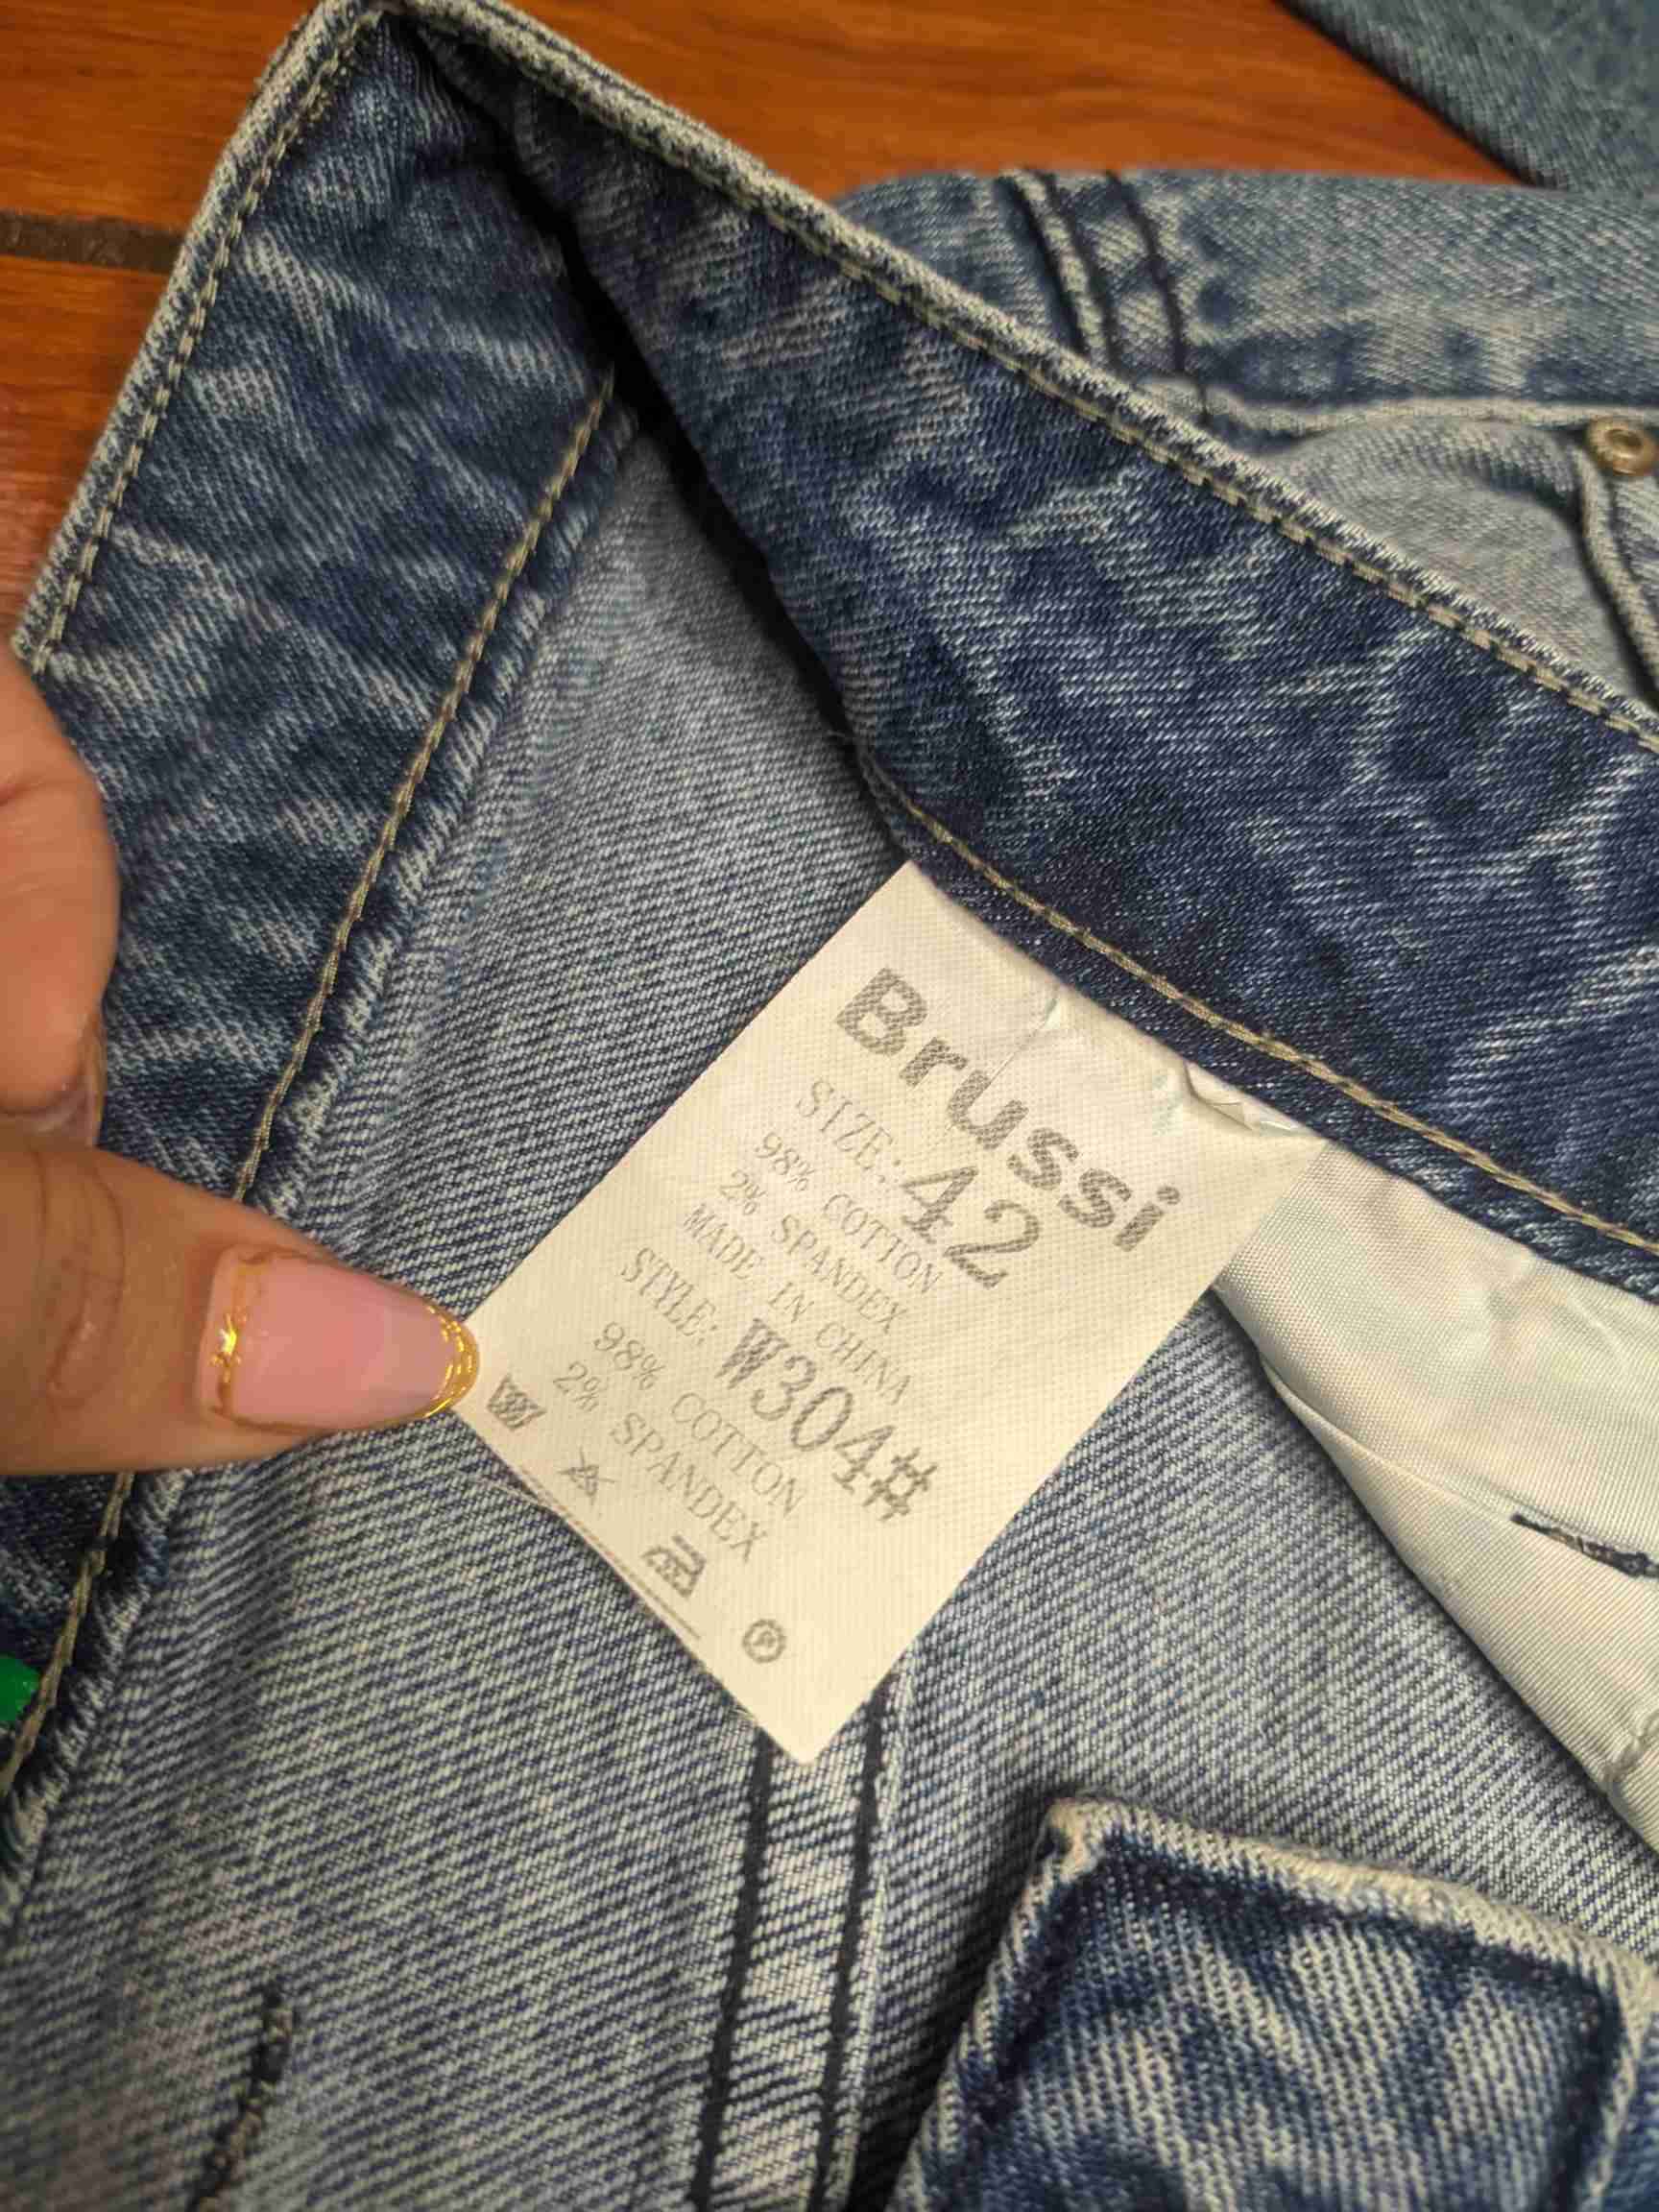 Brussi
SIZE: 42
98% COTTON
2% SPANDEX
MADE IN CHINA
STYLE: W304#
98% COTTON
2% SPANDEX
P